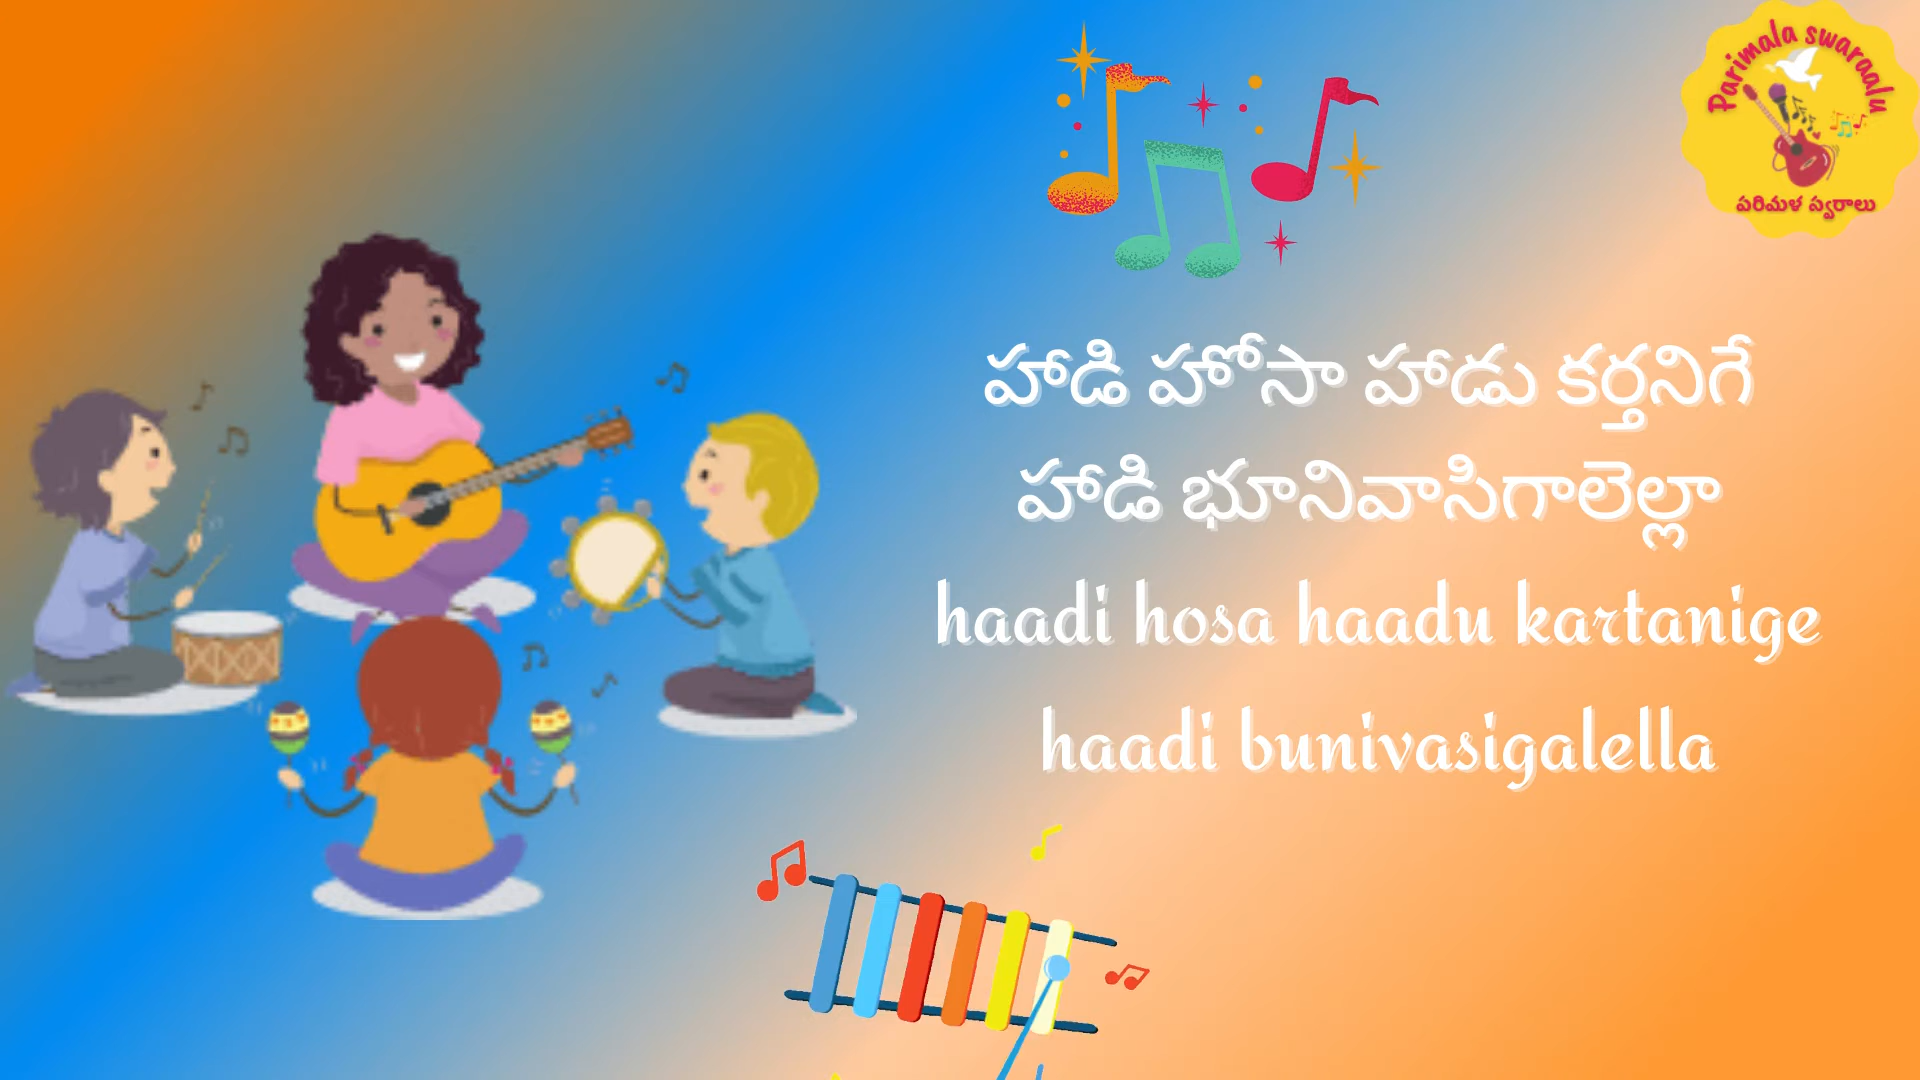 Parimala swaraalu
పరిమళ స్వరాలు
హాడి హోసా హాడు కర్తనిగే
హాడి భూనివాసిగాలెల్లా
haadi hosa haadu kartanige
haadi bunivasigalella